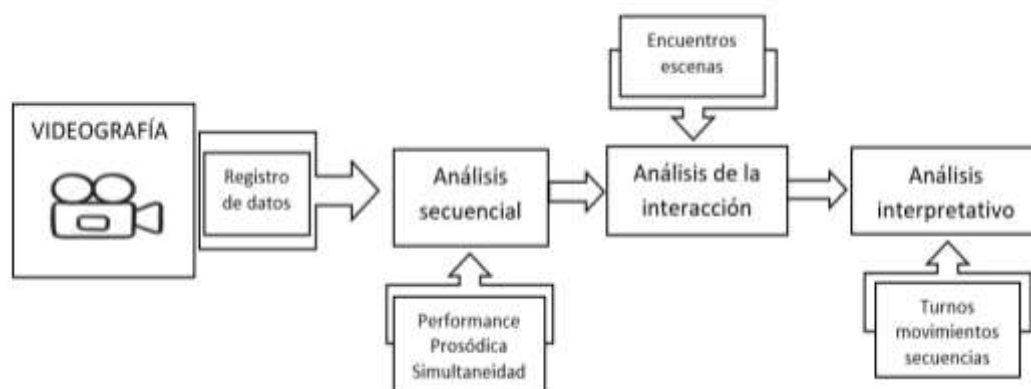 VIDEOGRAFÍA
Registro
de datos
Análisis
secuencial
Performance
Prosódica
Simultaneidad
Encuentros
escenas
Análisis de la
interacción
Análisis
interpretativo
Turnos
movimientos
secuencias